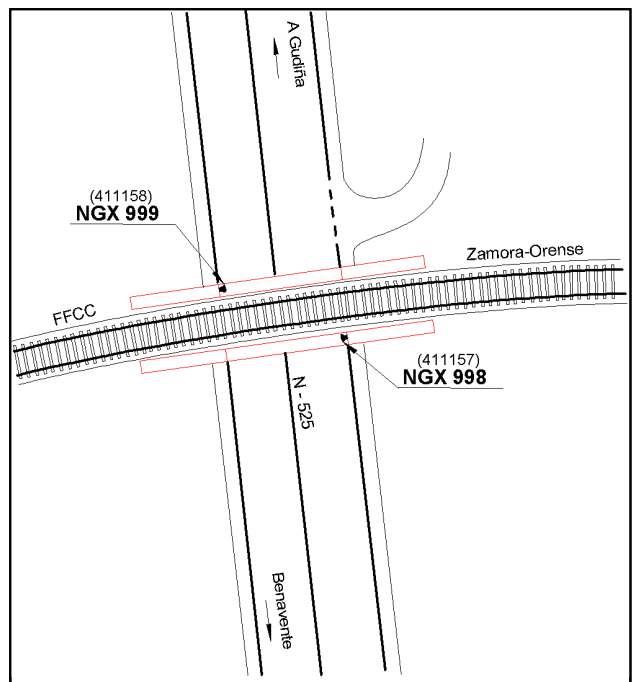 A Gudiña
(411158)
NGX 999
Zamora-Orense
FFCC
(411157)
NGX 998
N - 525
Benavente